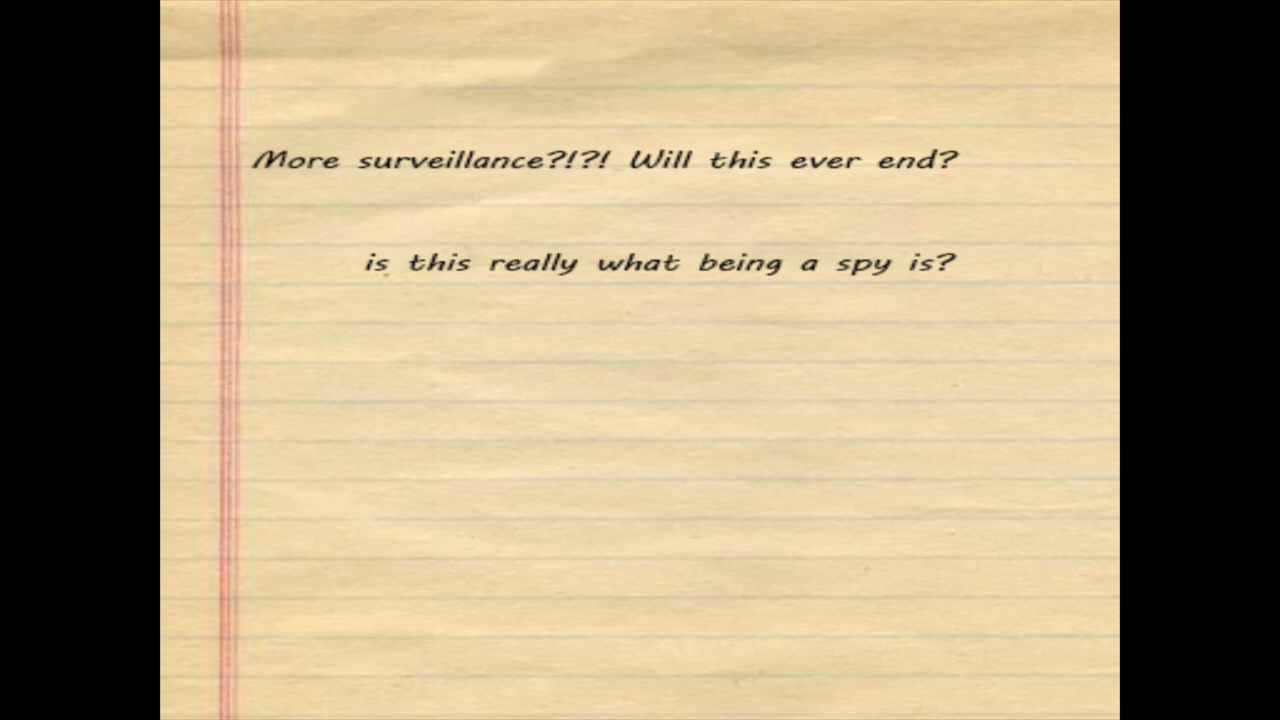 More surveillance?!?! Will this ever end?
is this really what being a spy is?